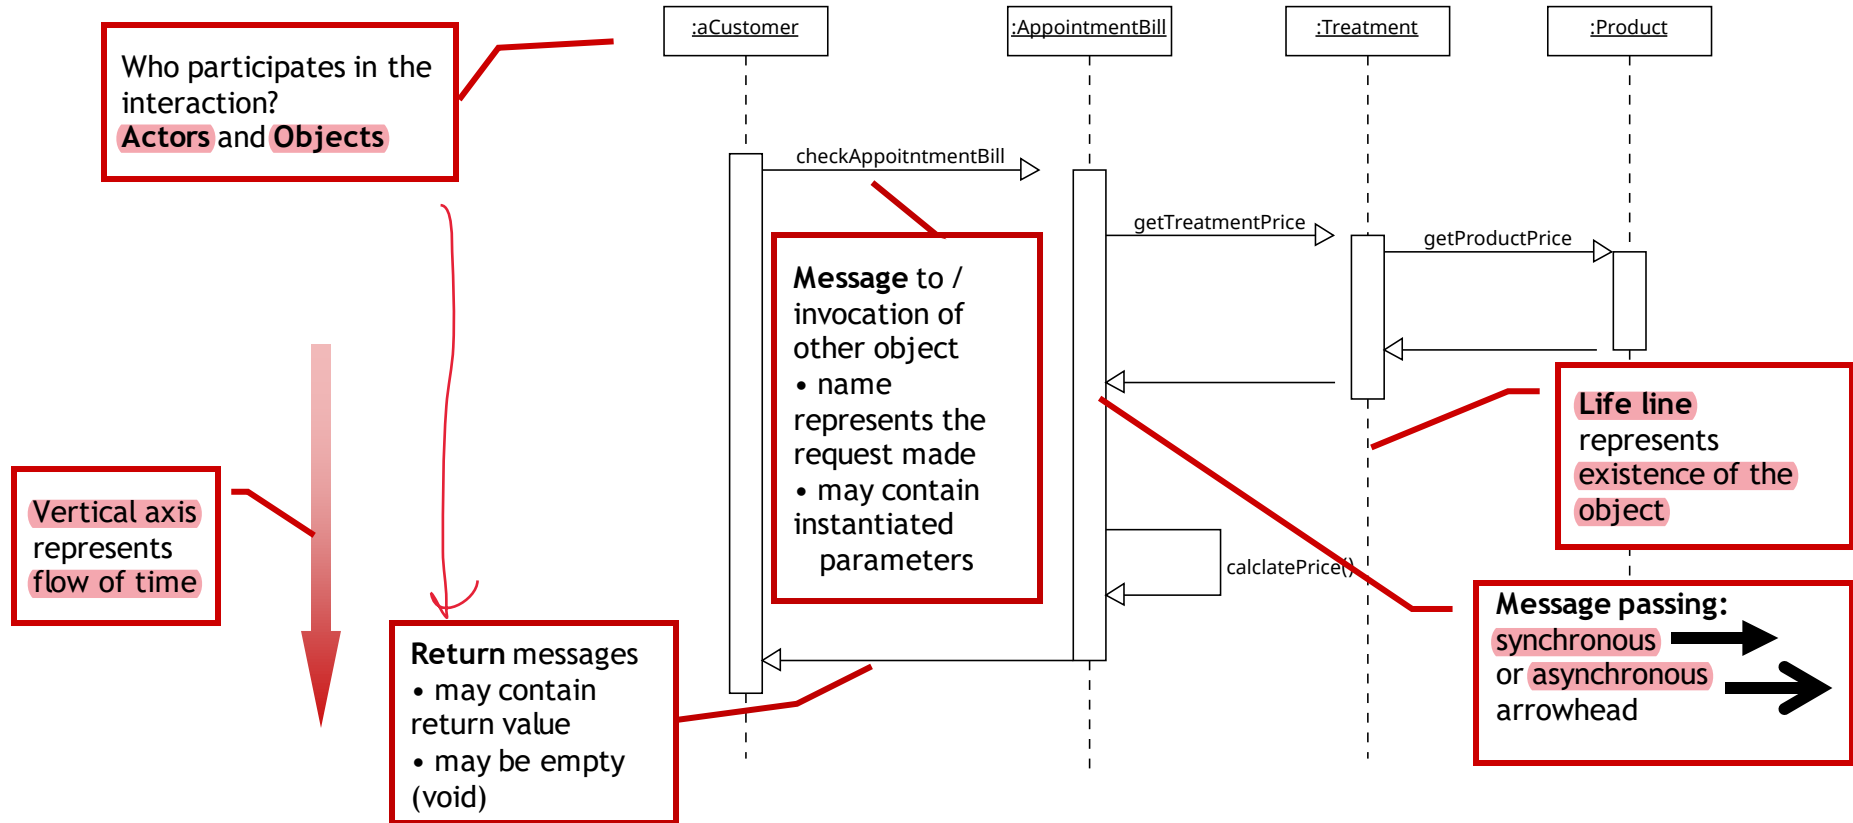 :aCustomer
:AppointmentBill
:Treatment
:Product
Who participates in the
interaction?
Actors and Objects
checkAppoitntmentBill
getTreatmentPrice
getProductPrice
Message to /
invocation of
other object
• name
represents the
request made
• may contain
instantiated
parameters
Life line
represents
existence of the
object
Vertical axis
represents
flow of time
calclatePrice()
Message passing:
synchronous
or asynchronous
arrowhead
Return messages
• may contain
return value
• may be empty
(void)